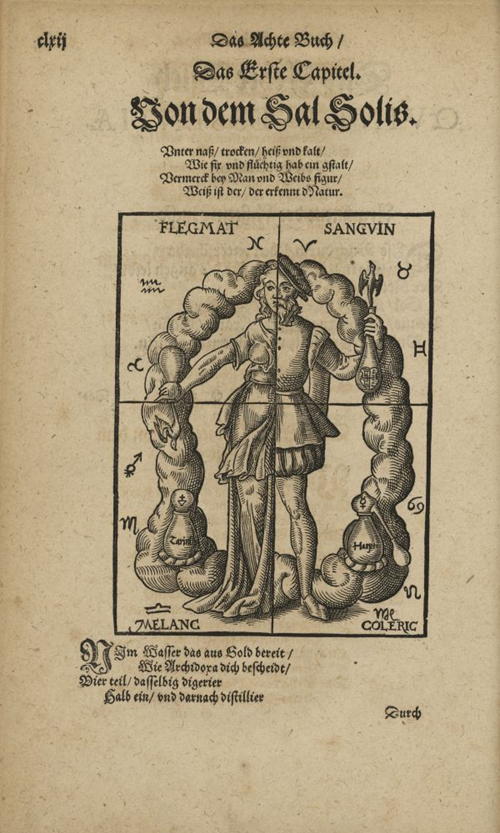 clxij
Das Achte Buch /
Das Erste Capitel.
Von dem Sal Solis.
Vnter naß / trocken / heiß vnd kalt /
Wie fix vnd flüchtig hab ein gstalt /
Vermerck bey Man vnd Weibs figur /
Weiß ist der / der erkennt dNatur.
FLEGMAT SANGVIN
♓ ♈
♉
♊
♏
♋
♎
MELANC COLERIC
NIm Wasser das aus Gold bereit /
Wie Archidoxa dich bescheidt /
Vier teil / dasselbig digerier
Halb ein / vnd darnach distillier
Durch